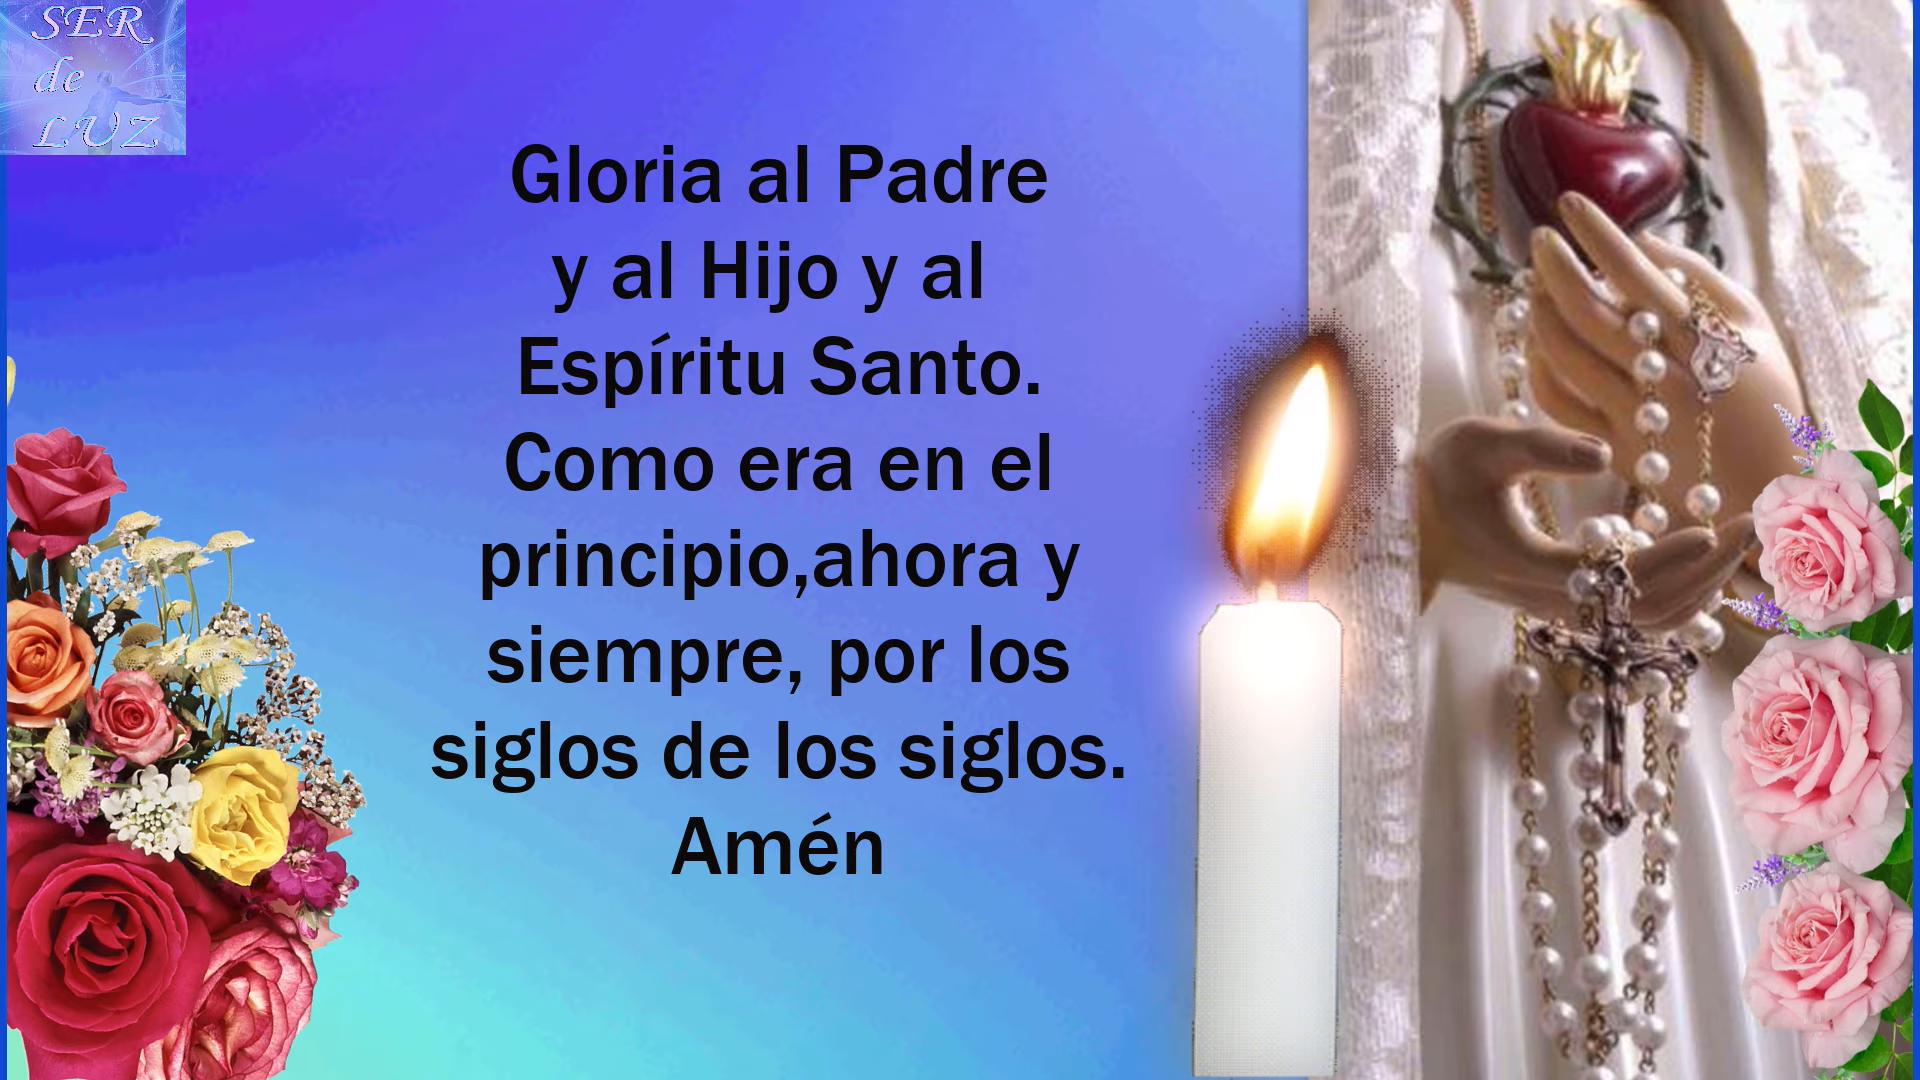 SER
de
LUZ
Gloria al Padre
y al Hijo y al
Espíritu Santo.
Como era en el
principio,ahora y
siempre, por los
siglos de los siglos.
Amén